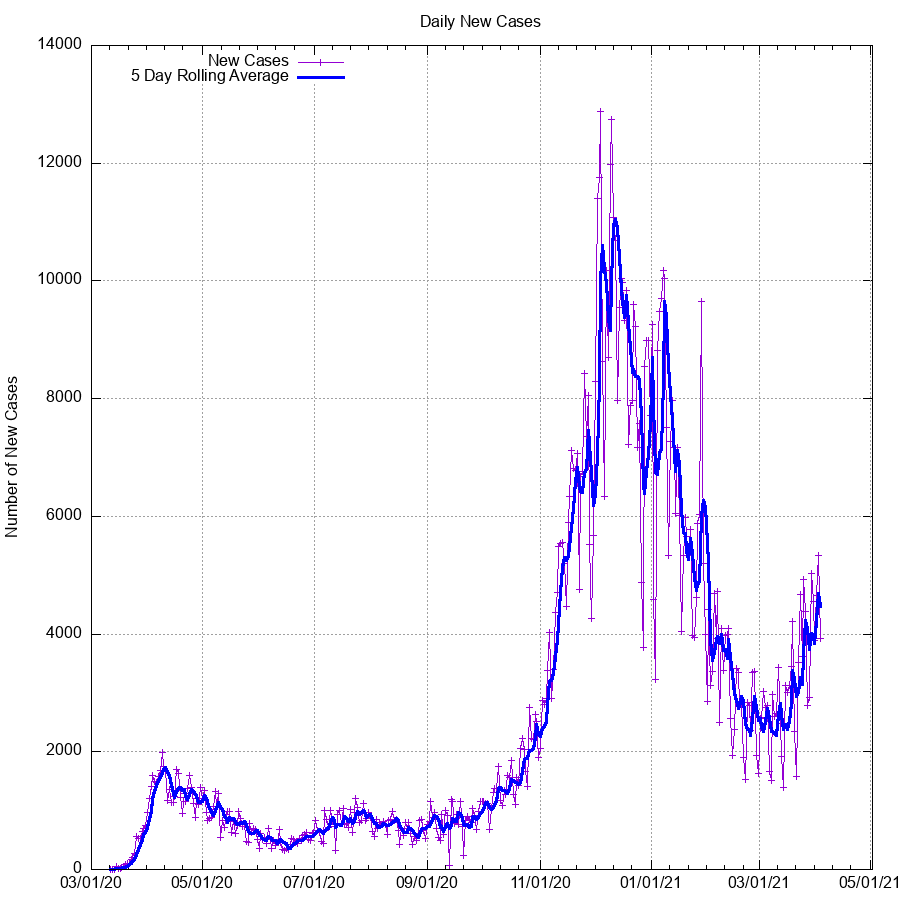 Daily New Cases
New Cases
5 Day Rolling Average
Number of New Cases
14000
12000
10000
8000
6000
4000
2000
0
03/01/20 05/01/20 07/01/20 09/01/20 11/01/20 01/01/21 03/01/21 05/01/21